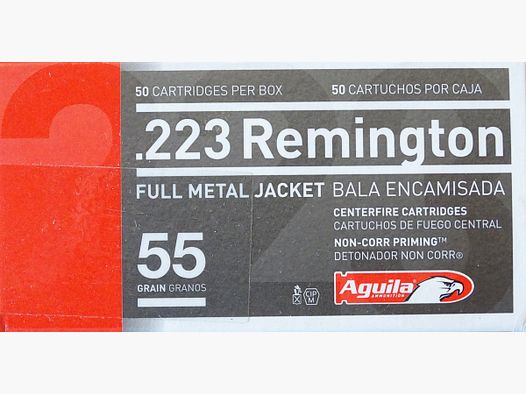 50 CARTRIDGES PER BOX 50 CARTUCHOS POR CAJA
.223 Remington
FULL METAL JACKET BALA ENCAMISADA
CENTERFIRE CARTRIDGES
CARTUCHOS DE FUEGO CENTRAL
NON-CORR PRIMING™
DETONADOR NON CORR®
55
GRAIN GRANOS
CIP
M
Aguila
AMMUNITION